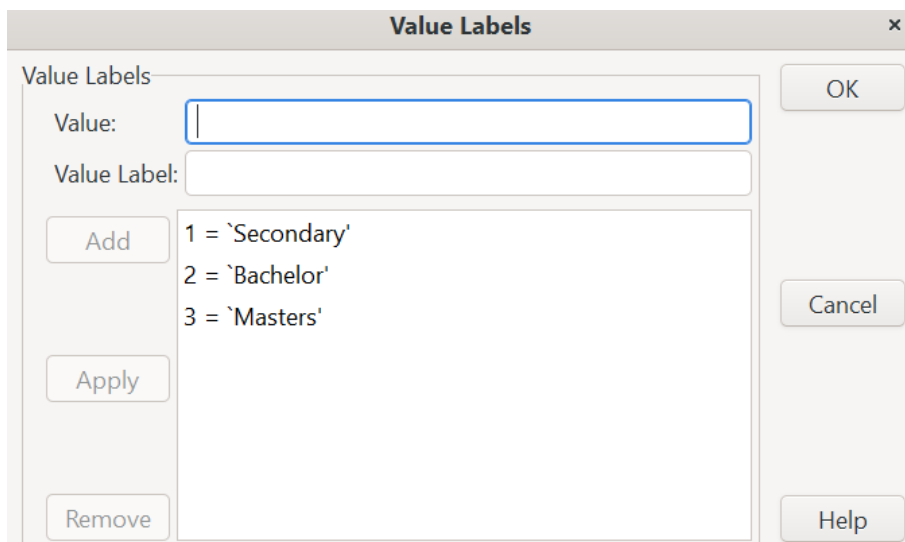 Value Labels ×
Value Labels
OK
Value:
Value Label:
Add
1 = `Secondary'
2 = `Bachelor'
3 = `Masters'
Cancel
Apply
Remove
Help